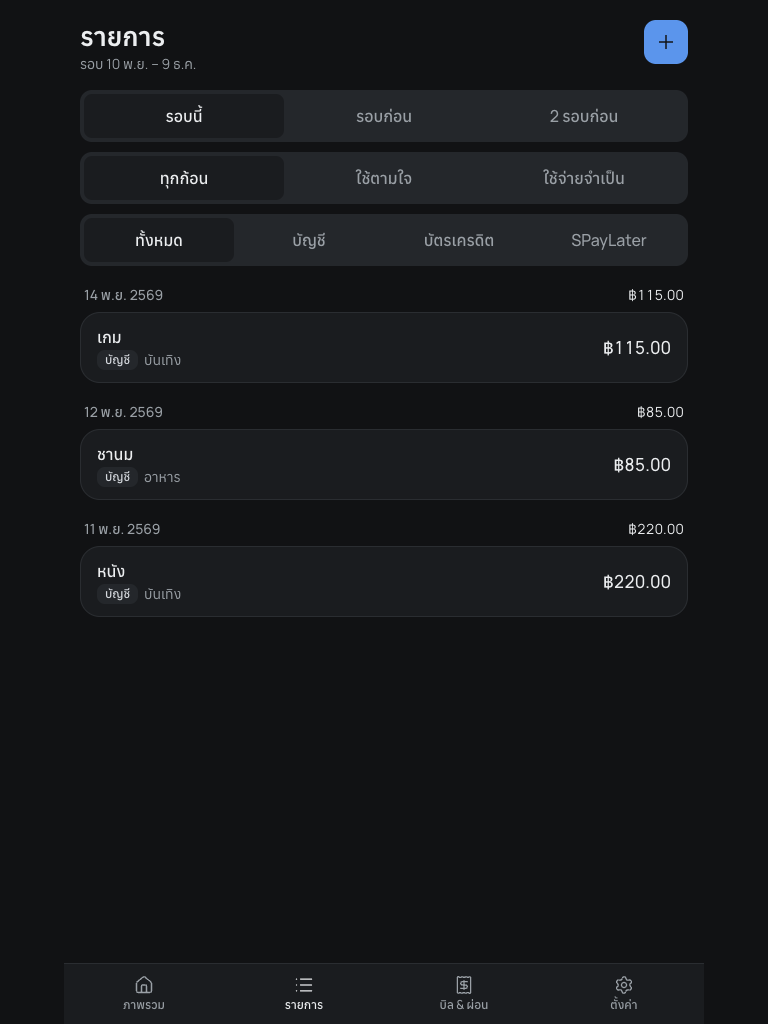 รายการ
รอบ 10 พ.ย. – 9 ธ.ค.
รอบนี้ รอบก่อน 2 รอบก่อน
ทุกก้อน ใช้ตามใจ ใช้จ่ายจำเป็น
ทั้งหมด บัญชี บัตรเครดิต SPayLater
14 พ.ย. 2569 ฿115.00
เกม
บัญชี บันเทิง ฿115.00
12 พ.ย. 2569 ฿85.00
ชานม
บัญชี อาหาร ฿85.00
11 พ.ย. 2569 ฿220.00
หนัง
บัญชี บันเทิง ฿220.00
ภาพรวม รายการ บิล & ผ่อน ตั้งค่า